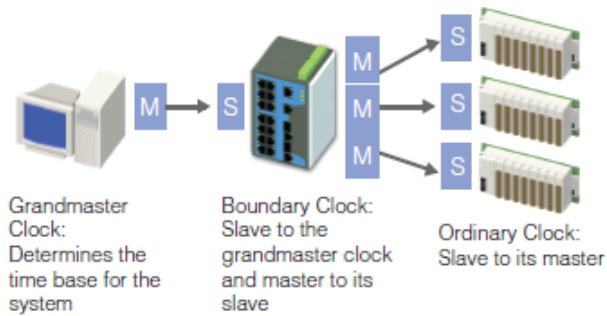 M
S
M
M
M
S
S
S
Grandmaster
Clock:
Determines the
time base for the
system
Boundary Clock:
Slave to the
grandmaster clock
and master to its
slave
Ordinary Clock:
Slave to its master